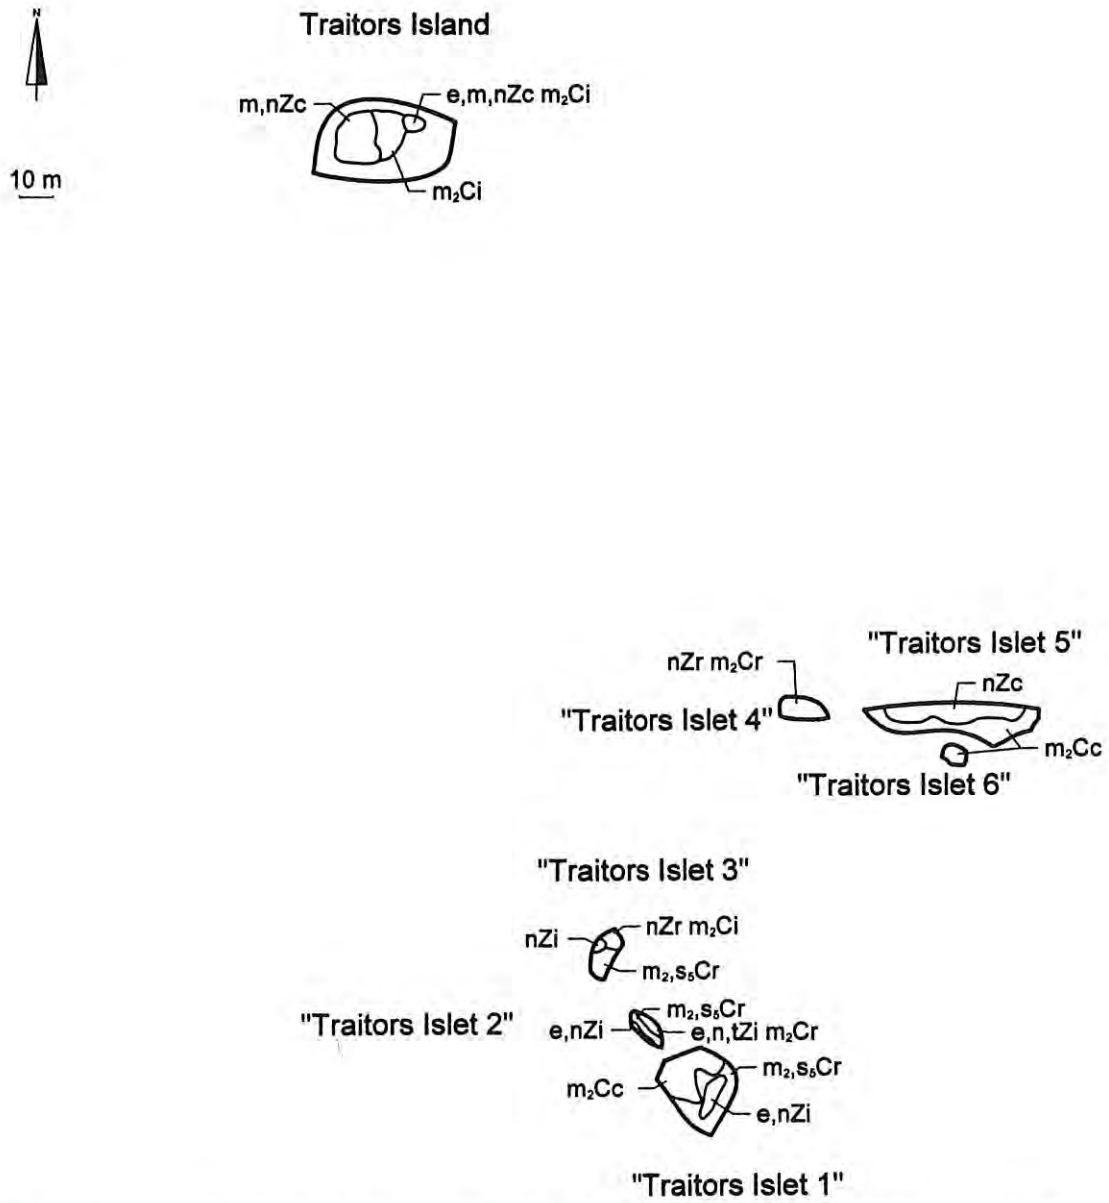 N
Traitors Island
m,nZc
e,m,nZc m₂Ci
10 m
m₂Ci
"Traitors Islet 5"
nZr m₂Cr
nZc
"Traitors Islet 4"
m₂Cc
"Traitors Islet 6"
"Traitors Islet 3"
nZr m₂Ci
nZi
m₂,s₅Cr
m₂,s₅Cr
"Traitors Islet 2"
e,nZi
e,n,tZi m₂Cr
m₂,s₅Cr
m₂Cc
e,nZi
"Traitors Islet 1"